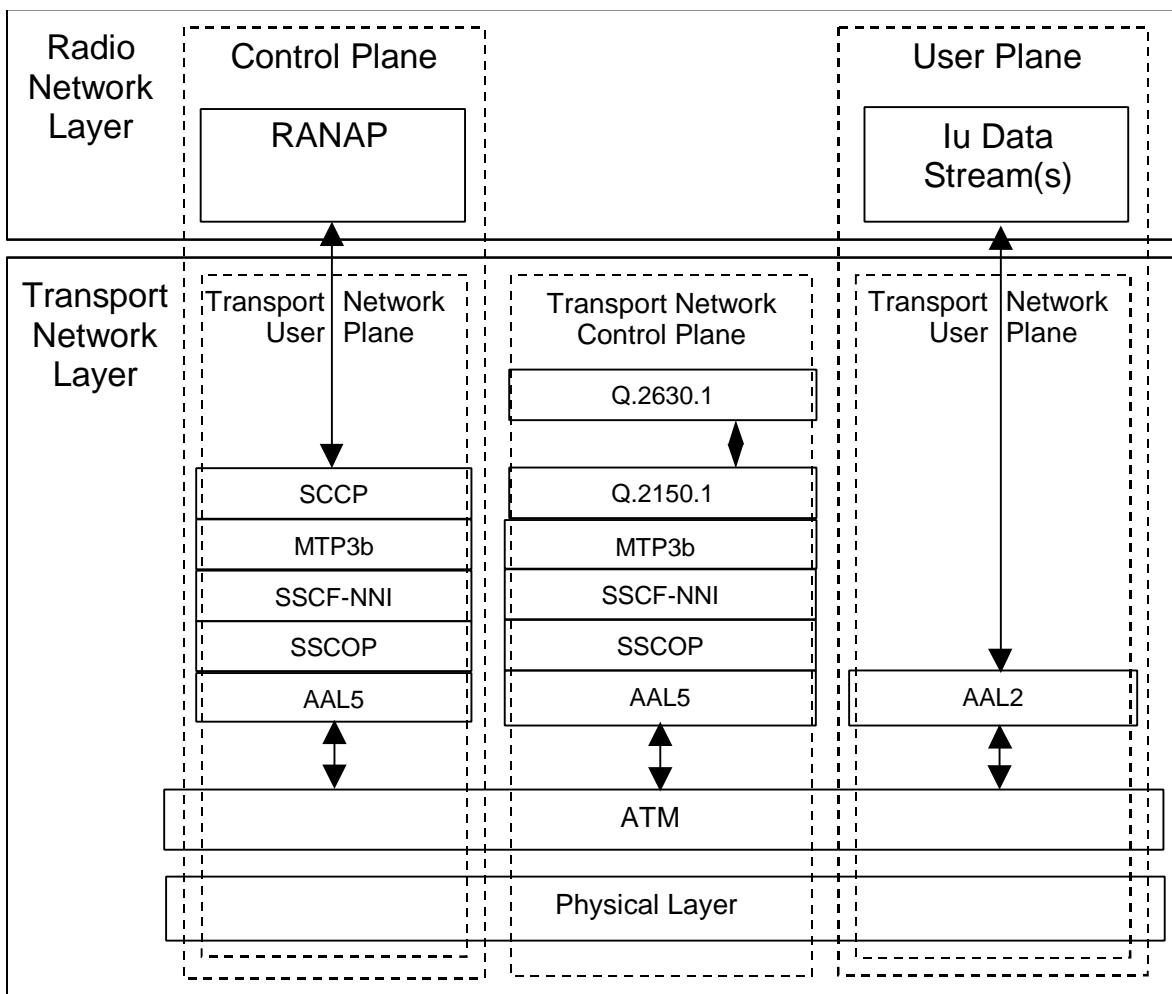 Radio
Network
Layer
Control Plane
RANAP
User Plane
Iu Data
Stream(s)
Transport
Network
Layer
Transport Network
User Plane
Q.2630.1
Transport Network
Control Plane
Transport Network
User Plane
SCCP
MTP3b
SSCF-NNI
SSCOP
AAL5
Q.2150.1
MTP3b
SSCF-NNI
SSCOP
AAL5
AAL2
ATM
Physical Layer